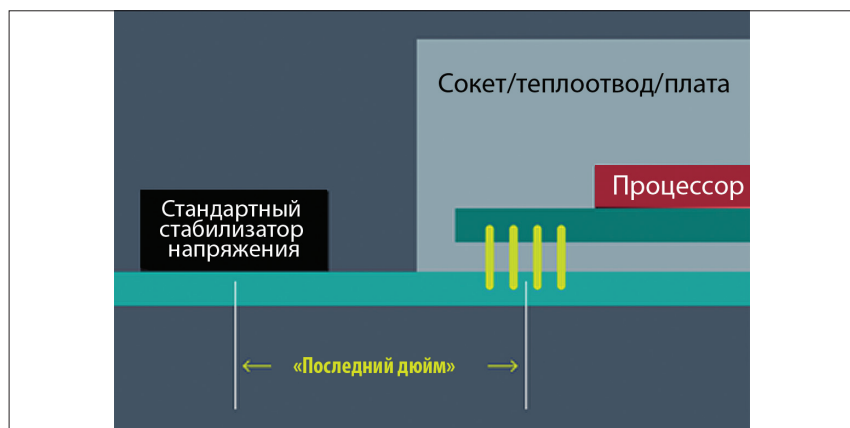 Сокет/теплоотвод/плата
Процессор
Стандартный
стабилизатор
напряжения
«Последний дюйм»